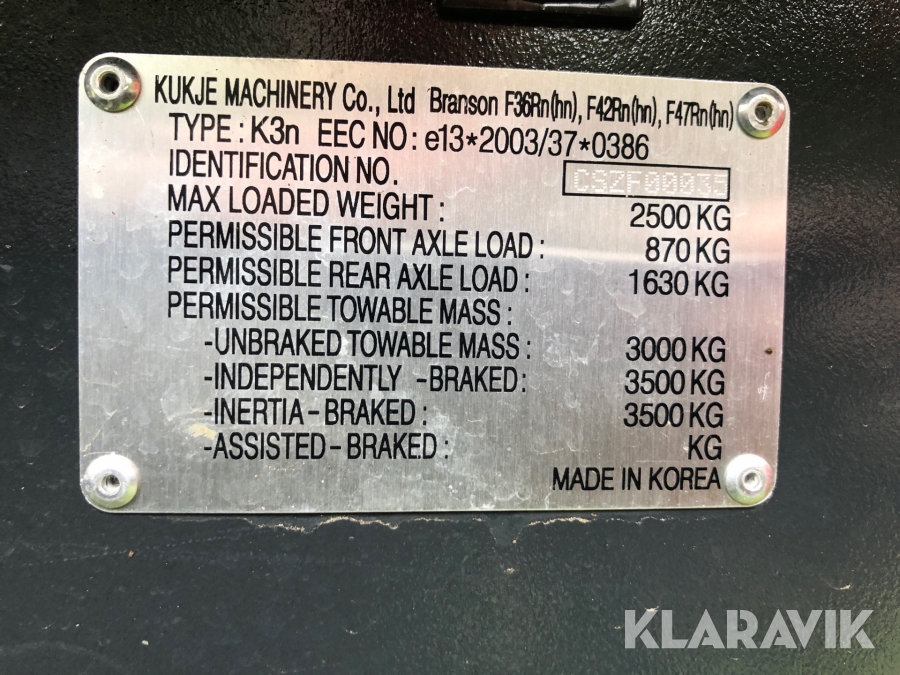 KUKJE MACHINERY Co., Ltd Branson F36Rn(hn), F42Rn(hn), F47Rn(hn)
TYPE : K3n EEC NO : e13*2003/37*0386
IDENTIFICATION NO. CSZF00035
MAX LOADED WEIGHT : 2500 KG
PERMISSIBLE FRONT AXLE LOAD : 870 KG
PERMISSIBLE REAR AXLE LOAD : 1630 KG
PERMISSIBLE TOWABLE MASS :
-UNBRAKED TOWABLE MASS : 3000 KG
-INDEPENDENTLY -BRAKED : 3500 KG
-INERTIA-BRAKED : 3500 KG
-ASSISTED-BRAKED : KG
MADE IN KOREA
KLARAVIK